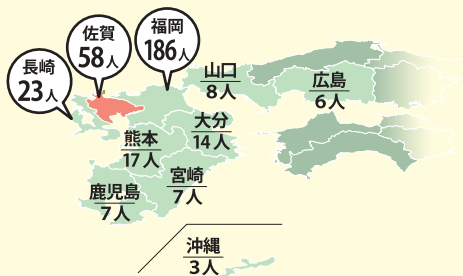 福岡
186人
佐賀
58人
長崎
23人
山口
8人
広島
6人
大分
14人
熊本
17人
宮崎
7人
鹿児島
7人
沖縄
3人